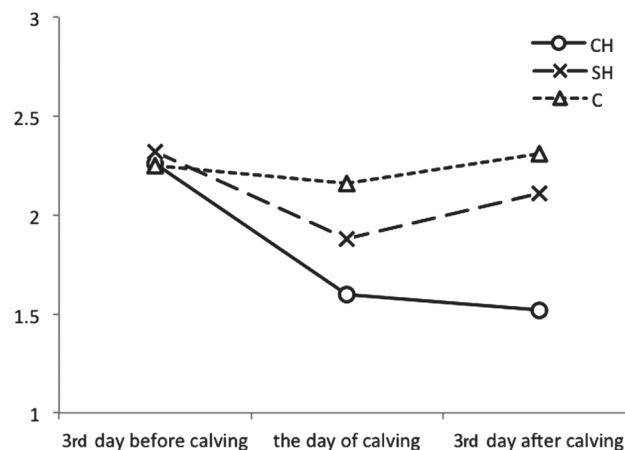 3
2.5
2
1.5
1
CH
SH
C
3rd day before calving
the day of calving
3rd day after calving